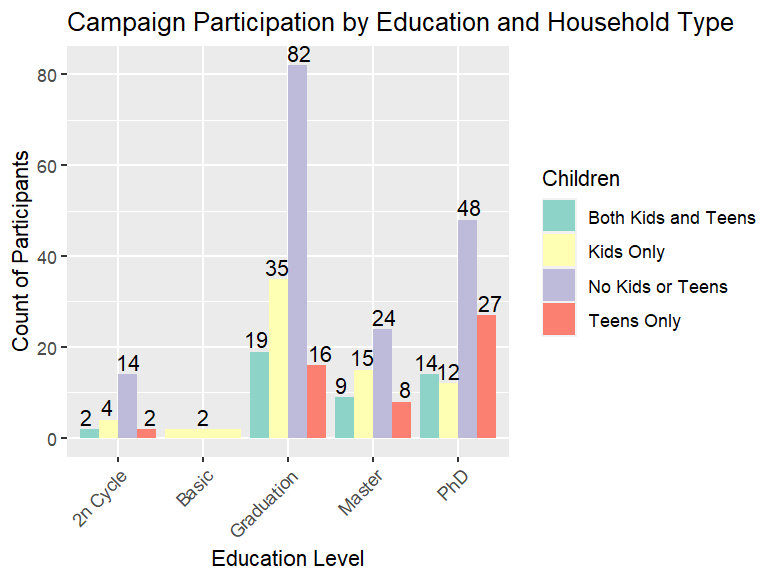 Campaign Participation by Education and Household Type
Count of Participants
80
60
40
20
0
2
4
14
2
2
19
35
82
16
9
15
24
8
14
12
48
27
2n Cycle
Basic
Graduation
Master
PhD
Education Level
Children
Both Kids and Teens
Kids Only
No Kids or Teens
Teens Only